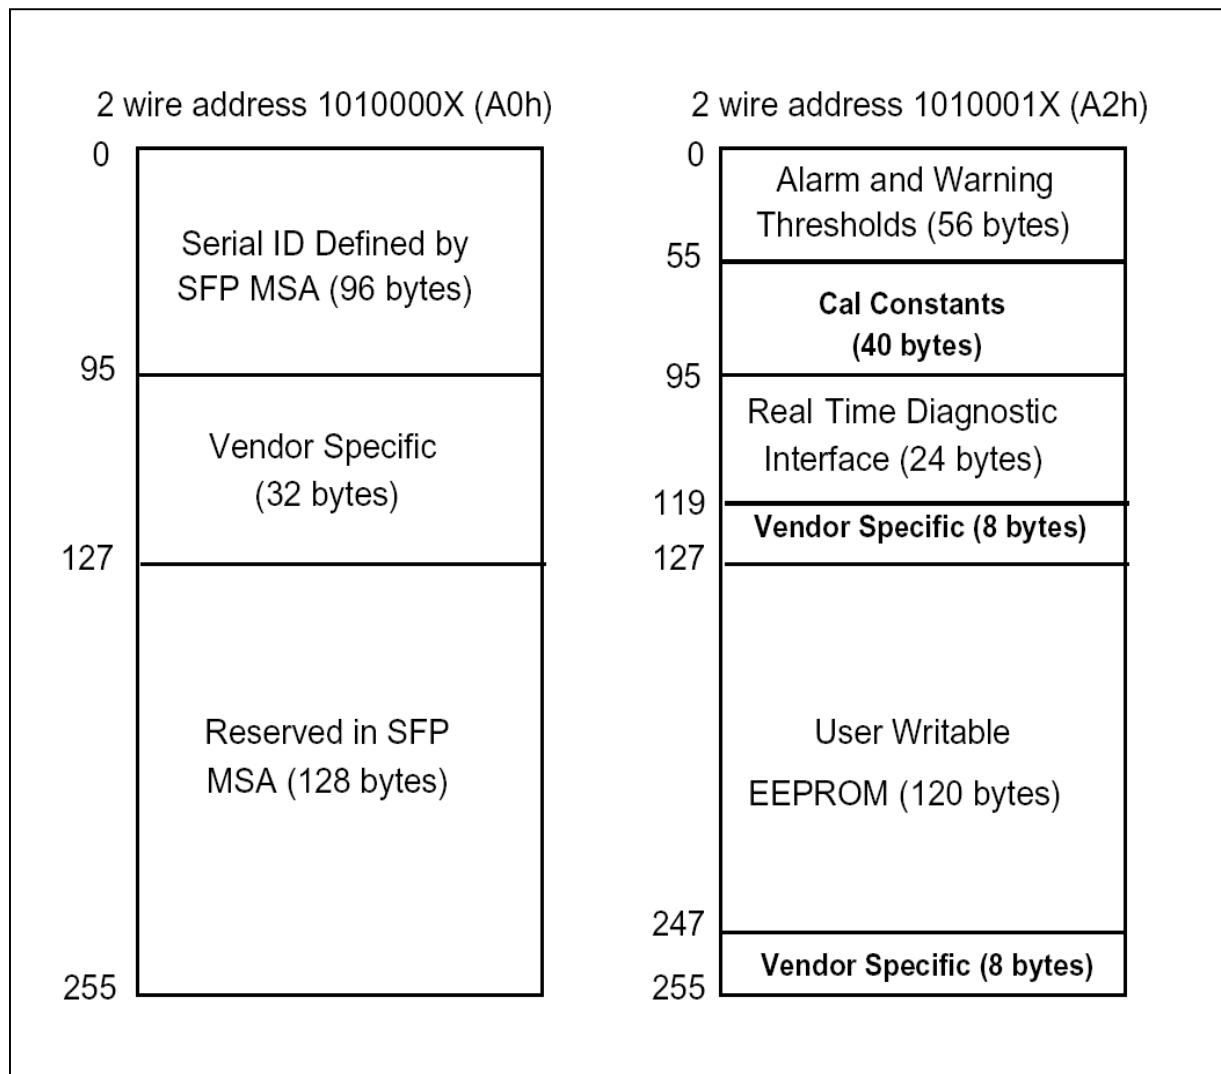 2 wire address 1010000X (A0h)
0
Serial ID Defined by
SFP MSA (96 bytes)
95
Vendor Specific
(32 bytes)
127
Reserved in SFP
MSA (128 bytes)
255
2 wire address 1010001X (A2h)
0
Alarm and Warning
Thresholds (56 bytes)
55
Cal Constants
(40 bytes)
95
Real Time Diagnostic
Interface (24 bytes)
119
Vendor Specific (8 bytes)
127
User Writable
EEPROM (120 bytes)
247
Vendor Specific (8 bytes)
255